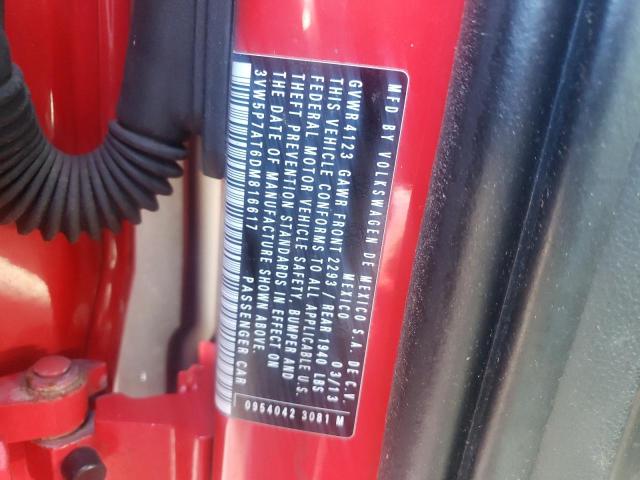 MFD BY VOLKSWAGEN DE MEXICO S.A. DE C.V.
MEXICO 03/13
GVWR 4123 GAWR FRONT 2293 / REAR 1940 LBS
THIS VEHICLE CONFORMS TO ALL APPLICABLE U.S.
FEDERAL MOTOR VEHICLE SAFETY, BUMPER AND
THEFT PREVENTION STANDARDS IN EFFECT ON
THE DATE OF MANUFACTURE SHOWN ABOVE.
3VW5P7AT6DM816617 PASSENGER CAR
0954042 3081 M